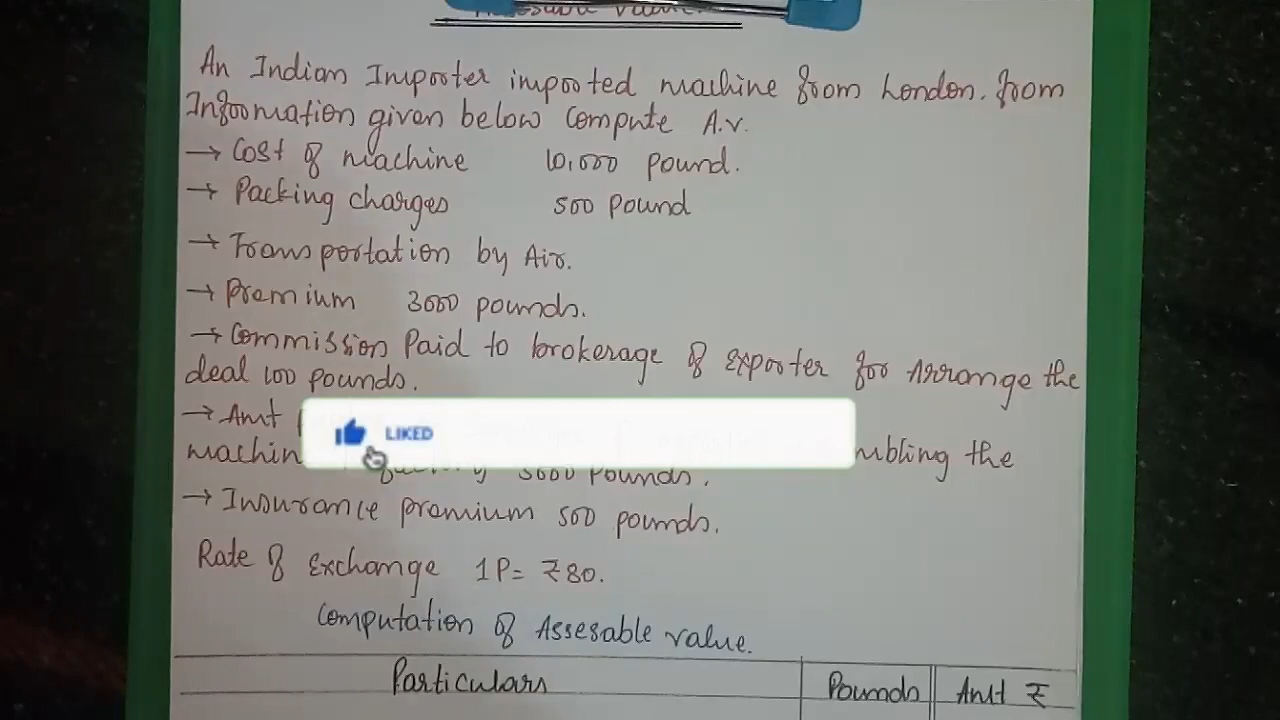 An Indian Importer imported machine from London. from
Information given below compute A.V.
→ Cost of machine 10,000 pound.
→ Packing charges 500 Pound
→ Transportation by Air.
→ Premium 3000 pounds.
→ Commission Paid to brokerage of Exporter for Arrange the
deal 100 pounds.
→ Amt
LIKED
mbling the
machin
pounds.
→ Insurance premium 500 pounds.
Rate of Exchange 1P= ₹80.
Computation of Assesable value.
Particulars Pounds Amt ₹